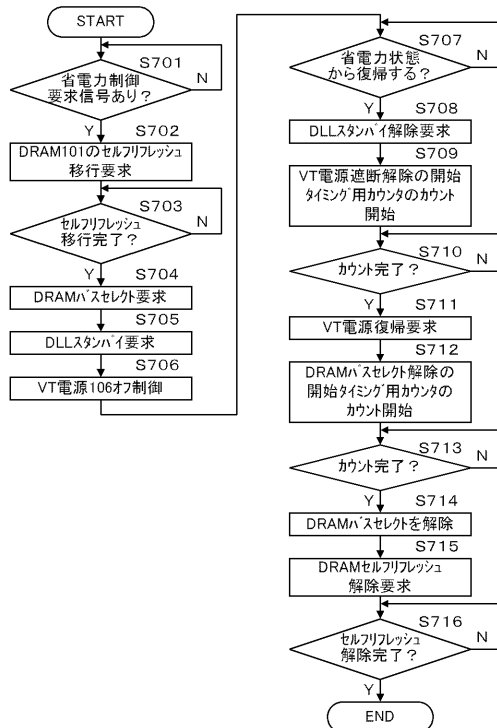 START
S701
省電力制御
要求信号あり？
N
Y
S702
DRAM101のセルフリフレッシュ
移行要求
S703
セルフリフレッシュ
移行完了？
N
Y
S704
DRAMバスセレクト要求
S705
DLLスタンバイ要求
S706
VT電源106オフ制御
S707
省電力状態
から復帰する？
N
Y
S708
DLLスタンバイ解除要求
S709
VT電源遮断解除の開始
タイミング用カウンタのカウント
開始
S710
カウント完了？
N
Y
S711
VT電源復帰要求
S712
DRAMバスセレクト解除の
開始タイミング用カウンタの
カウント開始
S713
カウント完了？
N
Y
S714
DRAMバスセレクトを解除
S715
DRAMセルフリフレッシュ
解除要求
S716
セルフリフレッシュ
解除完了？
N
Y
END